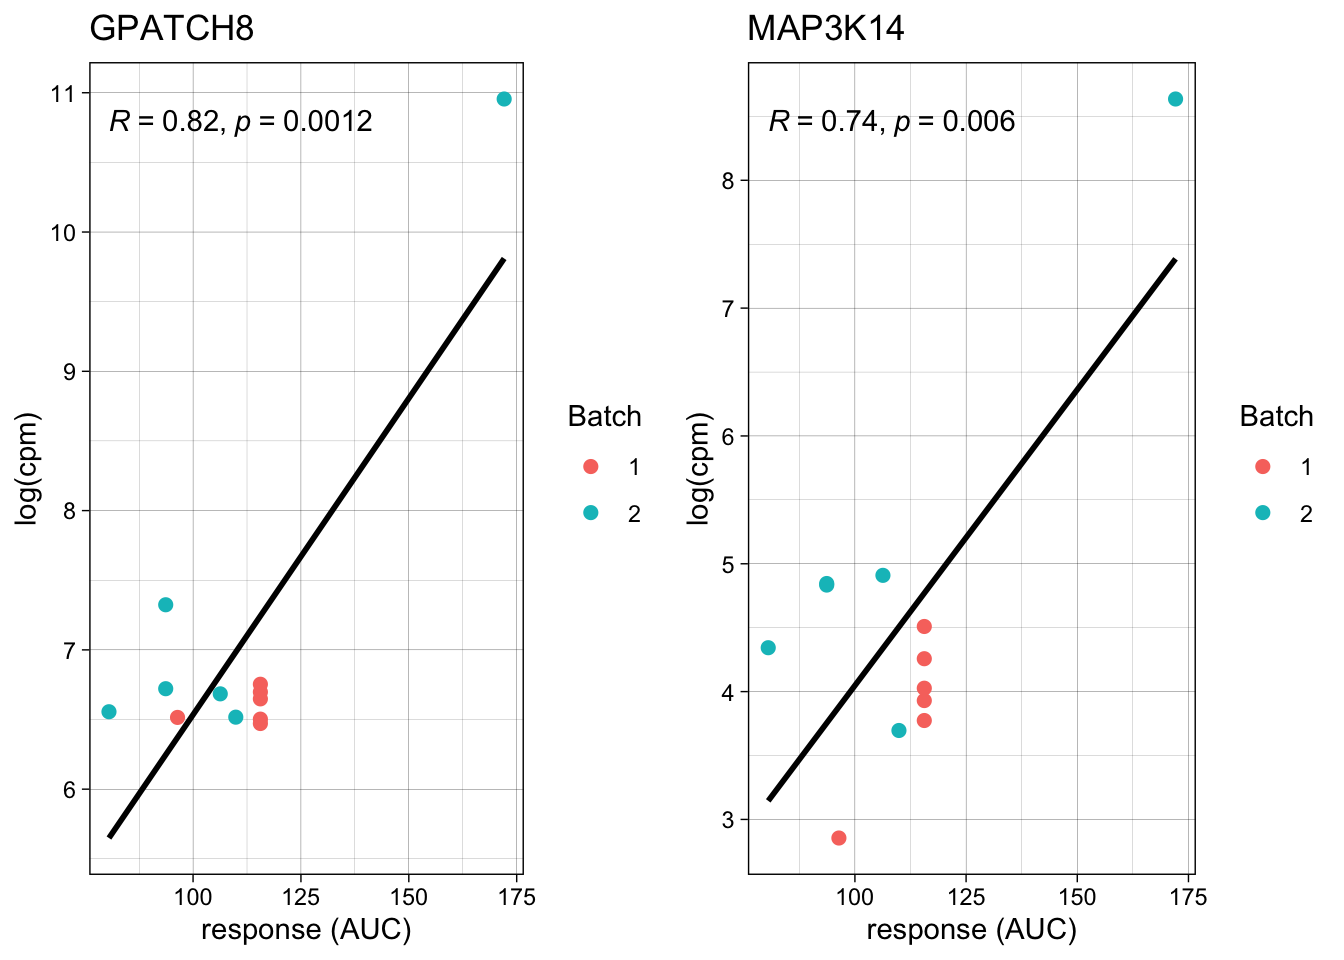 GPATCH8
R = 0.82, p = 0.0012
11
10
9
8
7
6
log(cpm)
100 125 150 175
response (AUC)
Batch
1
2
MAP3K14
R = 0.74, p = 0.006
8
7
6
5
4
3
log(cpm)
100 125 150 175
response (AUC)
Batch
1
2